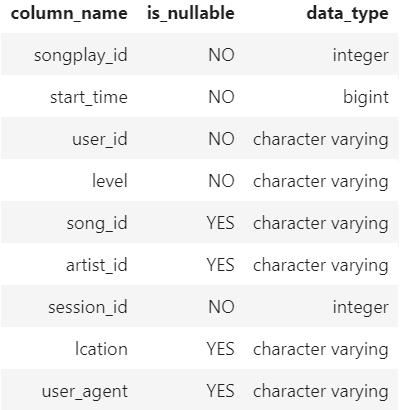 column_name is_nullable data_type
songplay_id NO integer
start_time NO bigint
user_id NO character varying
level NO character varying
song_id YES character varying
artist_id YES character varying
session_id NO integer
lcation YES character varying
user_agent YES character varying